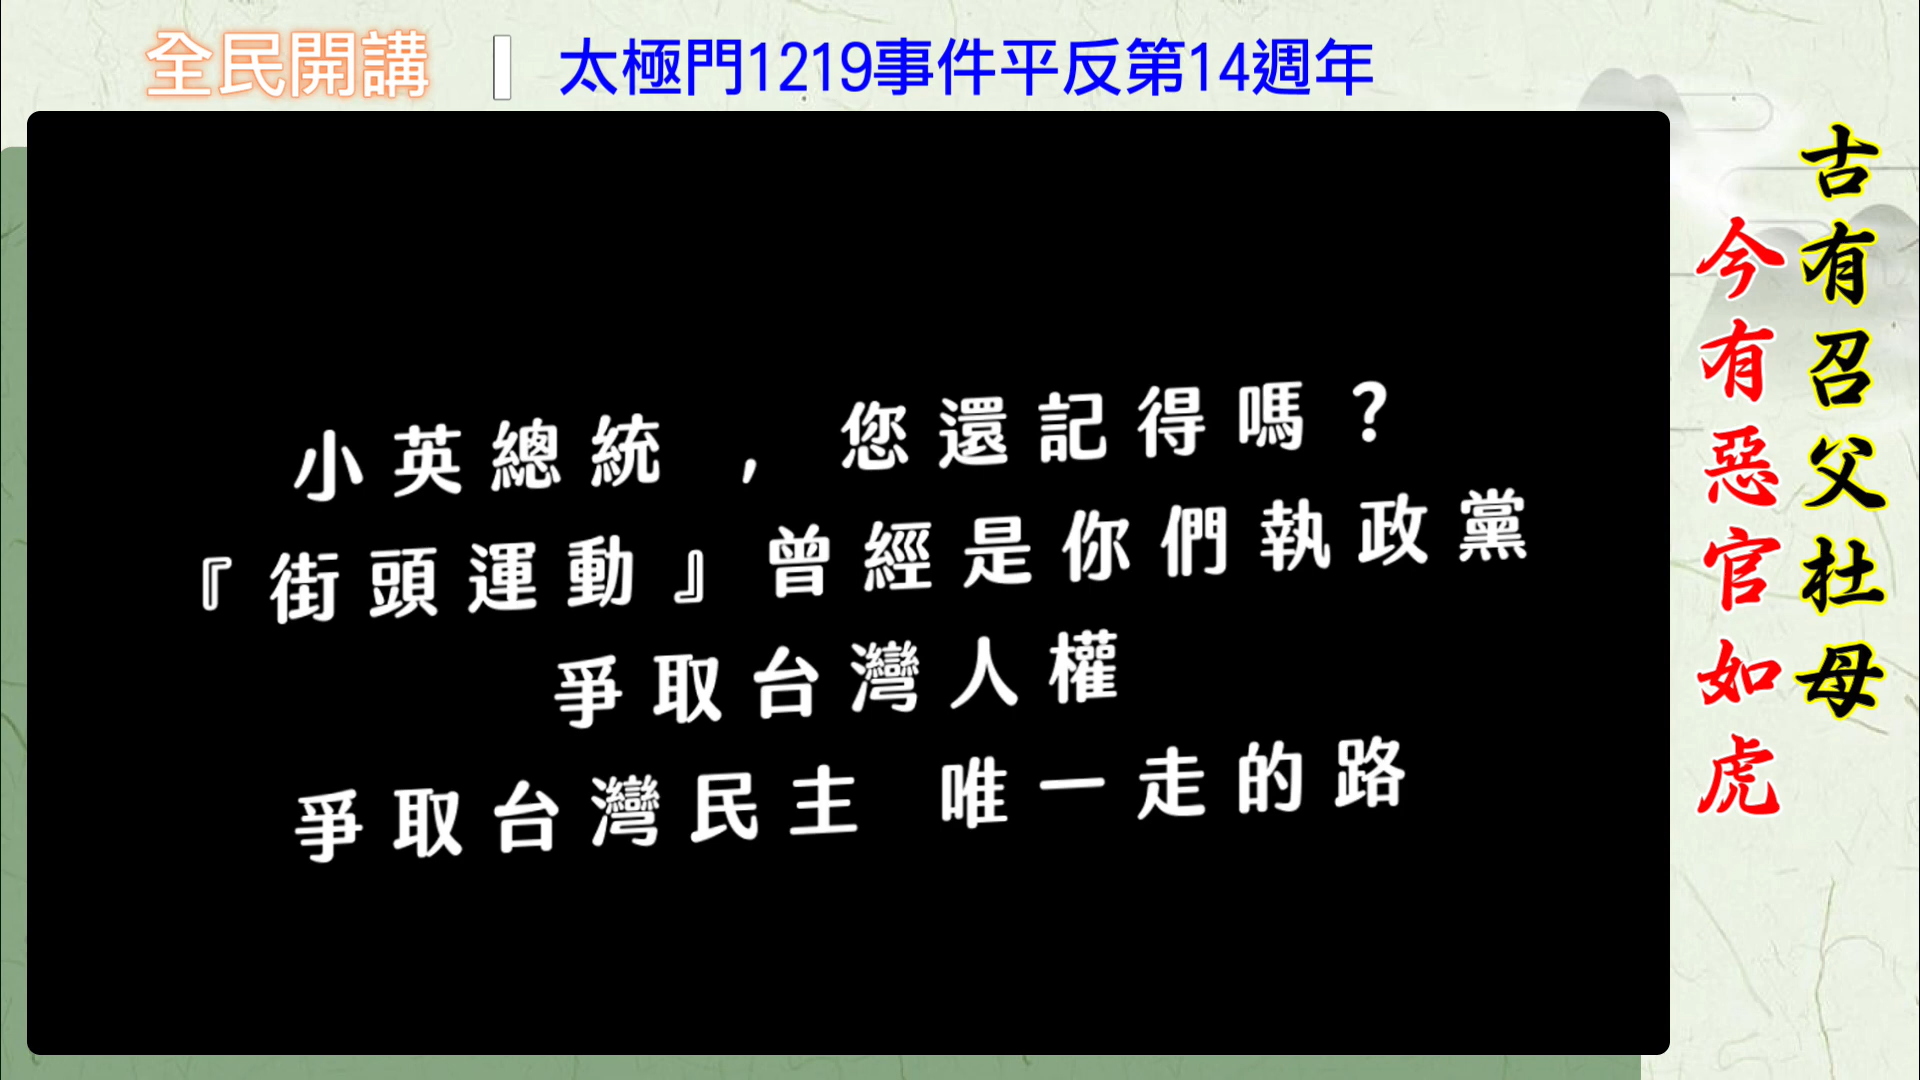 全民開講
太極門1219事件平反第14週年
小英總統,您還記得嗎?
『街頭運動』曾經是你們執政黨
爭取台灣人權
爭取台灣民主 唯一走的路
古有召父杜母
今有惡官如虎